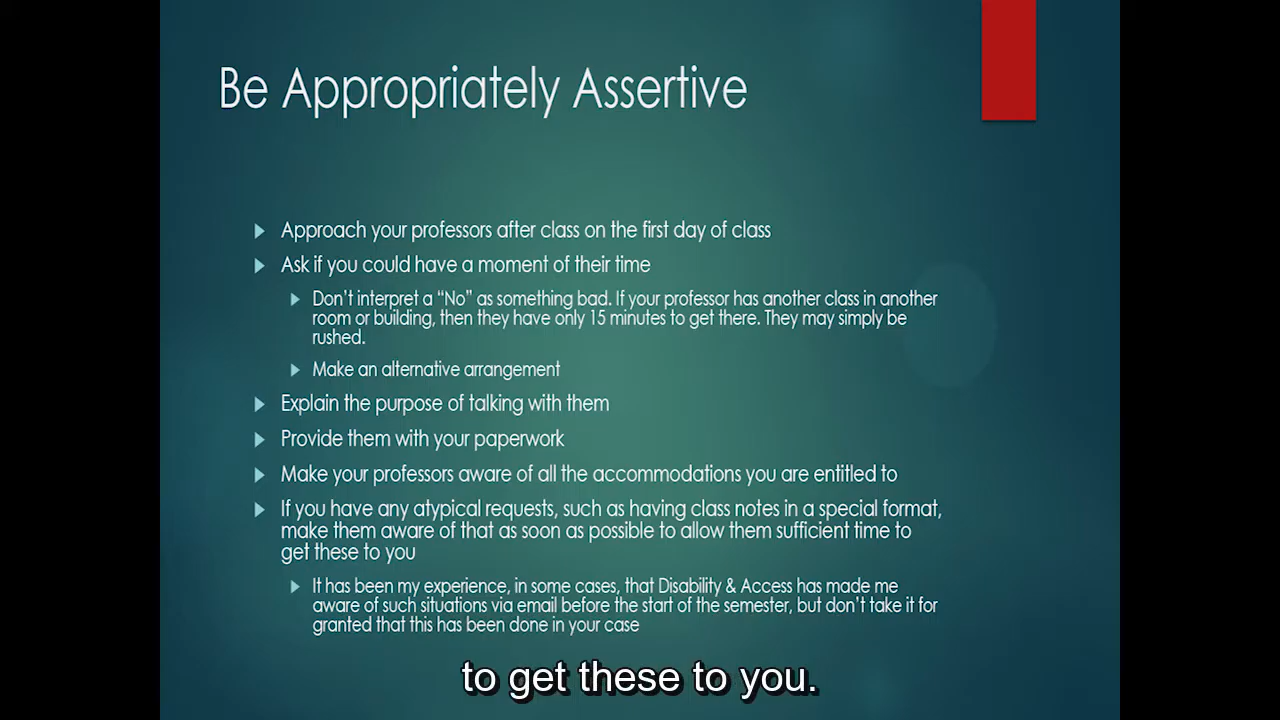 Be Appropriately Assertive
Approach your professors after class on the first day of class
Ask if you could have a moment of their time
Don't interpret a “No” as something bad. If your professor has another class in another
room or building, then they have only 15 minutes to get there. They may simply be
rushed.
Make an alternative arrangement
Explain the purpose of talking with them
Provide them with your paperwork
Make your professors aware of all the accommodations you are entitled to
If you have any atypical requests, such as having class notes in a special format,
make them aware of that as soon as possible to allow them sufficient time to
get these to you
It has been my experience, in some cases, that Disability & Access has made me
aware of such situations via email before the start of the semester, but don't take it for
granted that this has been done in your case
to get these to you.